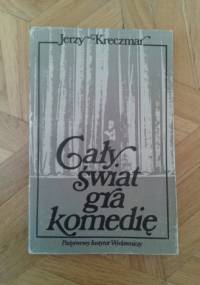 Jerzy Kreczmar
Cały
świat
gra
komedię
Państwowy Instytut Wydawniczy